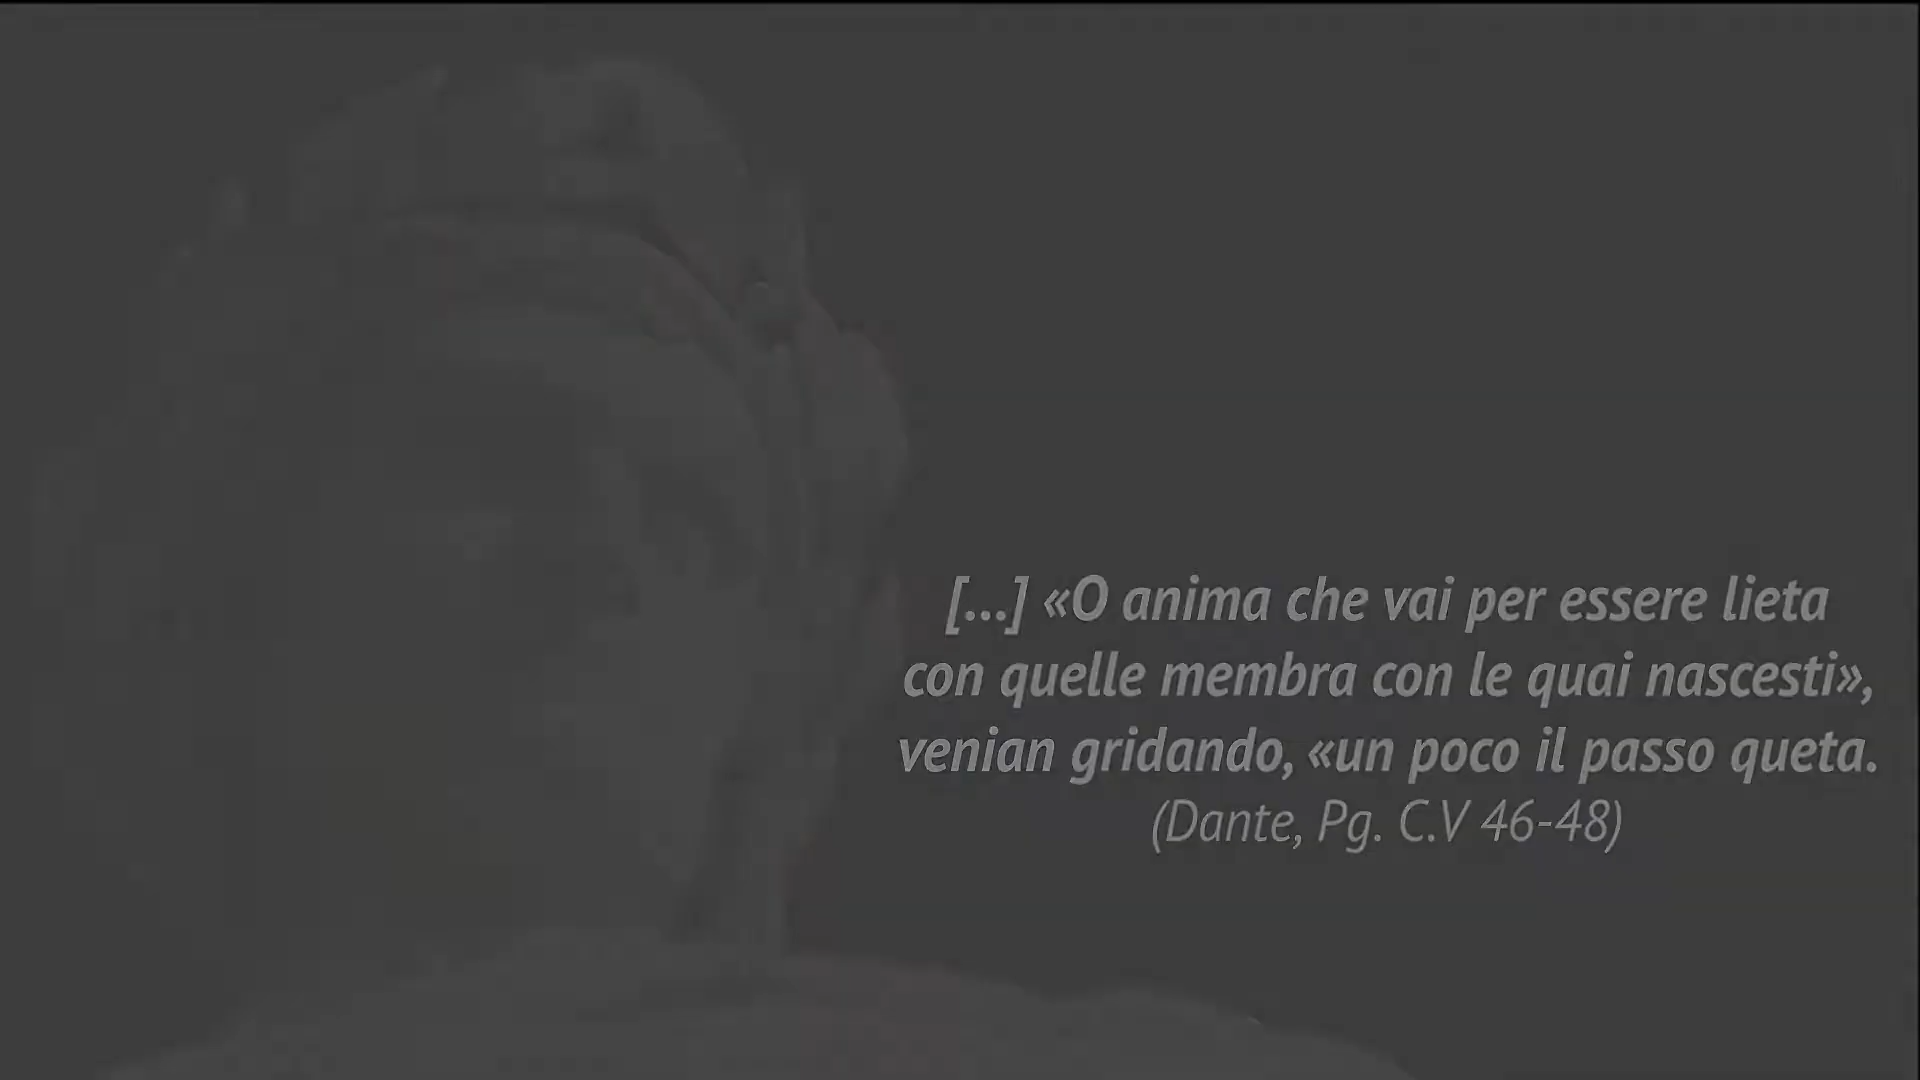 [...] «O anima che vai per essere lieta
con quelle membra con le quai nascesti»,
venian gridando, «un poco il passo queta.
(Dante, Pg. C.V 46-48)